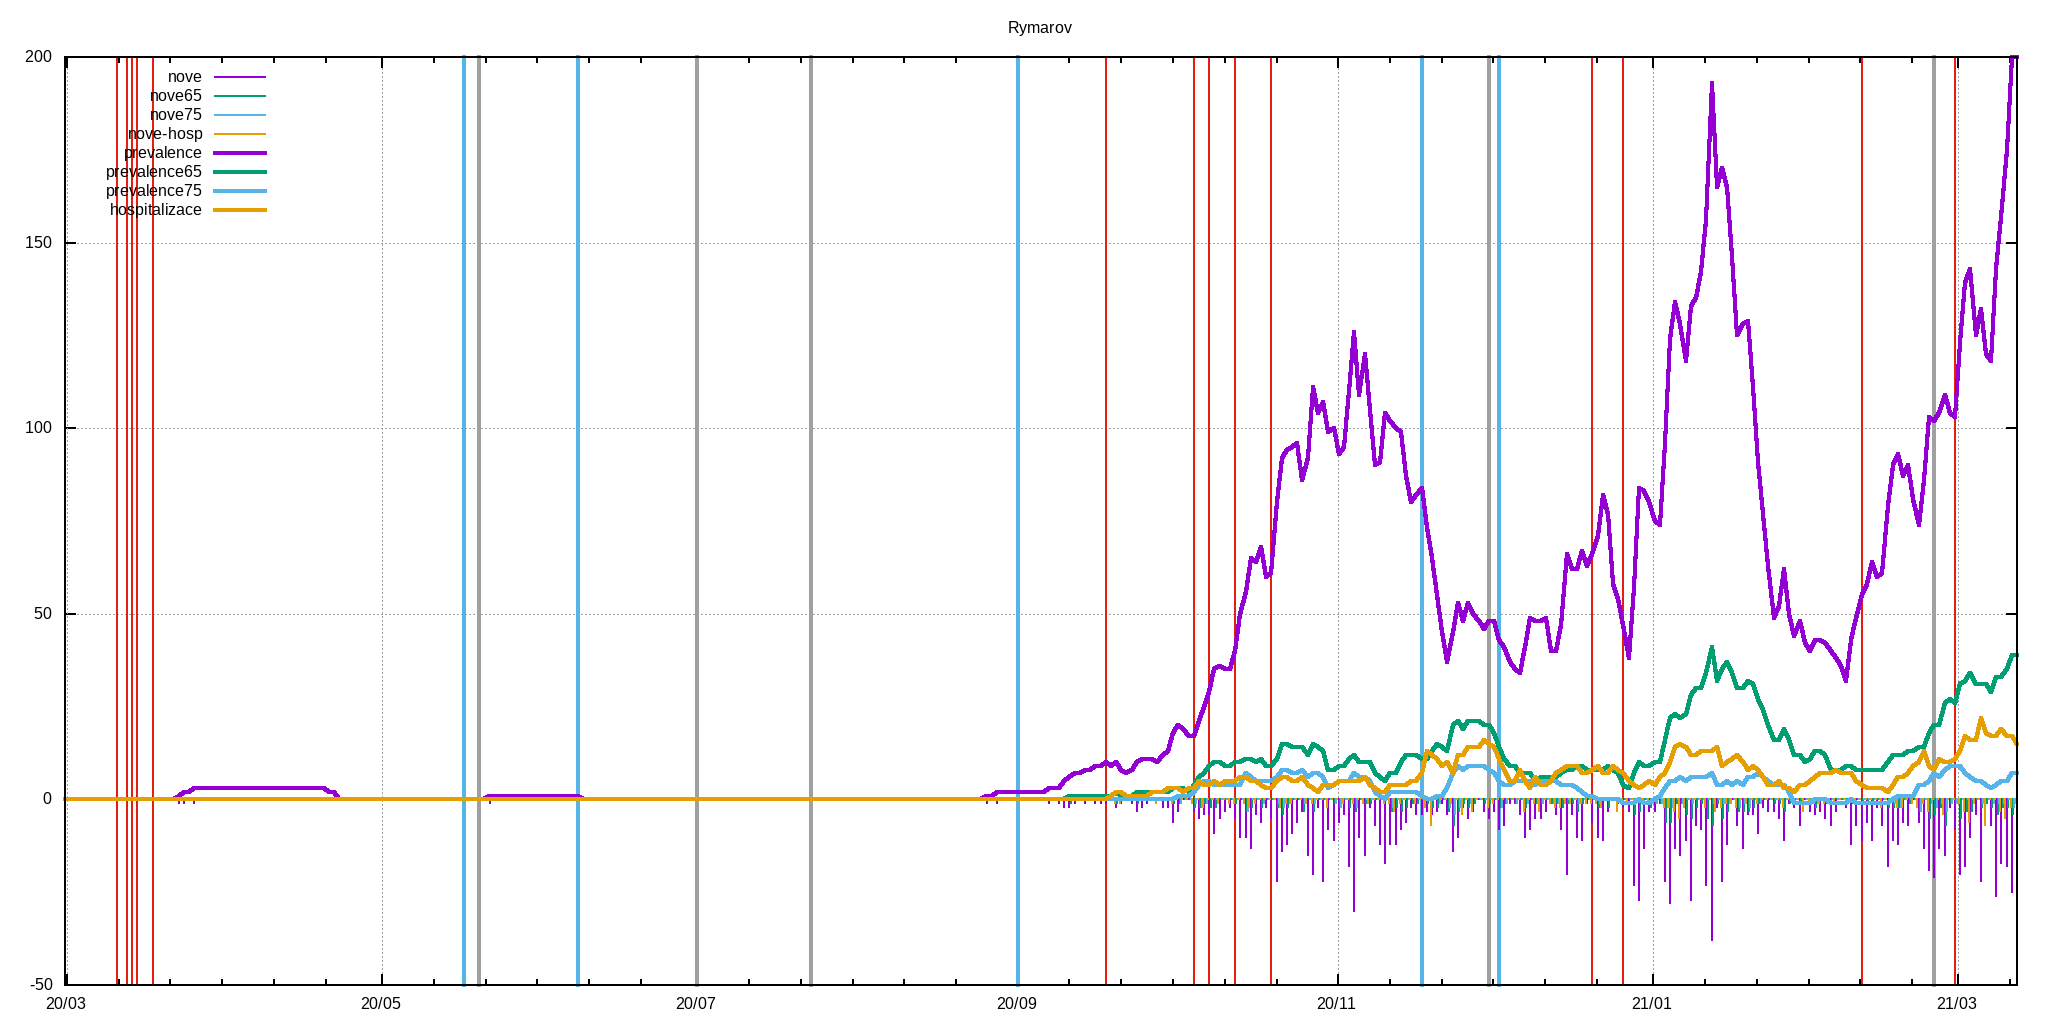 Rymarov
200
nove
nove65
nove75
nove-hosp
prevalence
prevalence65
prevalence75
hospitalizace
150
100
50
0
-50
20/03 20/05 20/07 20/09 20/11 21/01 21/03